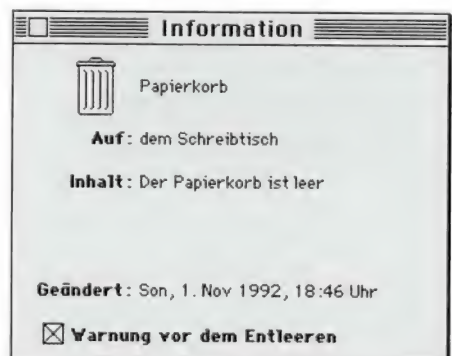 Information
Papierkorb
Auf: dem Schreibtisch
Inhalt: Der Papierkorb ist leer
Geändert: Son, 1. Nov 1992, 18:46 Uhr
Warnung vor dem Entleeren